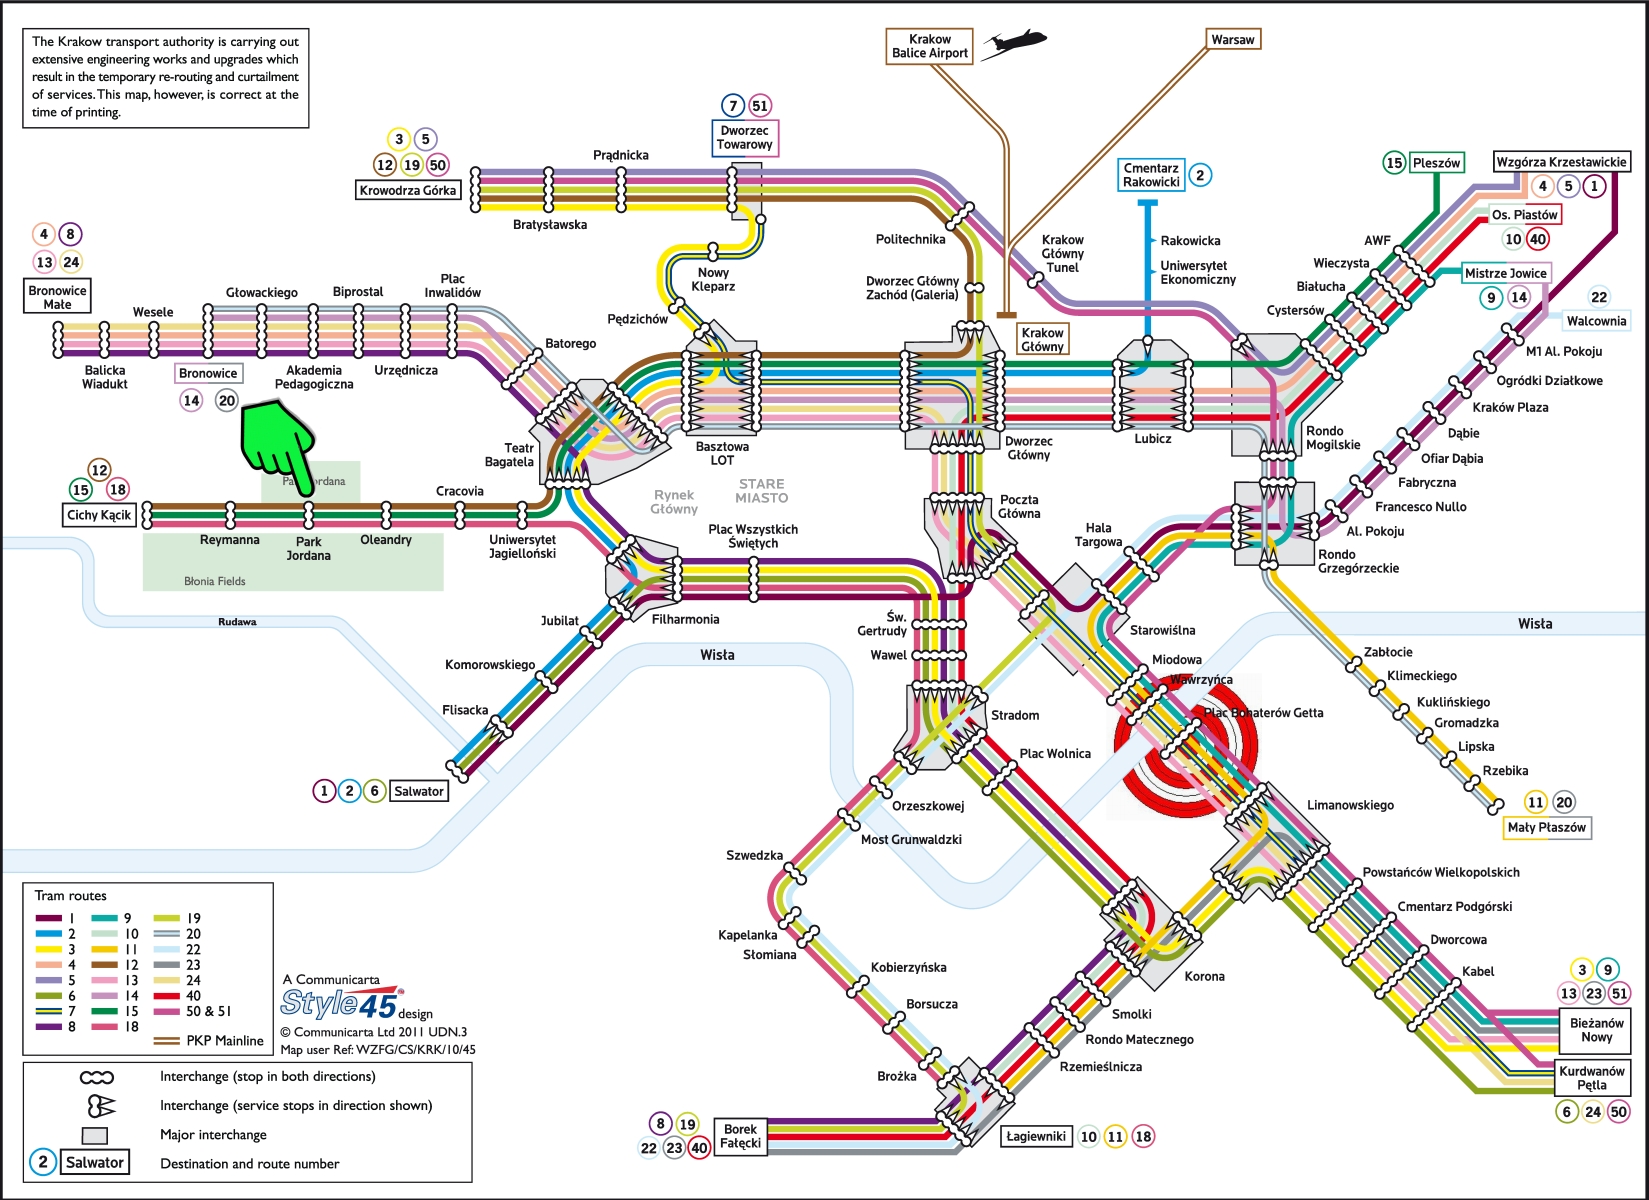 The Krakow transport authority is carrying out
extensive engineering works and upgrades which
result in the temporary re-routing and curtailment
of services. This map, however, is correct at the
time of printing.
Krakow
Balice Airport
Warsaw
7 51
Dworzec
Towarowy
3 5
12 19 50
Krowodrza Górka
Prądnicka
Bratysławska
Cmentarz
Rakowicki
2
15
Pleszów
Wzgórza Krzesławickie
4 5 1
Os. Piastów
10 40
Mistrze Jowice
9 14
22
Walcownia
Politechnika
Krakow
Główny
Tunel
Rakowicka
Uniwersytet
Ekonomiczny
AWF
Wieczysta
Białucha
Cystersów
4 8
13 24
Bronowice
Małe
Wesele
Głowackiego
Biprostal
Plac
Inwalidów
Nowy
Kleparz
Dworzec Główny
Zachód (Galeria)
Pędzichów
Krakow
Główny
Batorego
Balicka
Wiadukt
Bronowice
14 20
Akademia
Pedagogiczna
Urzędnicza
M1 Al. Pokoju
Ogródki Działkowe
Kraków Plaza
Dąbie
Ofiar Dąbia
Fabryczna
Francesco Nullo
Al. Pokoju
Teatr
Bagatela
Basztowa
LOT
Dworzec
Główny
Lubicz
Rondo
Mogilskie
12
15 18
Cichy Kącik
Cracovia
Reymanna
Park
Jordana
Oleandry
Uniwersytet
Jagielloński
Błonia Fields
Rynek
Główny
STARE
MIASTO
Plac Wszystkich
Świętych
Poczta
Główna
Hala
Targowa
Rondo
Grzegórzeckie
Rudawa
Jubilat
Filharmonia
Św.
Gertrudy
Wawel
Starowiślna
Wisła
Wisła
Komorowskiego
Flisacka
Miodowa
Wawrzyńca
Plac Bohaterów Getta
Zabłocie
Klimeckiego
Kuklińskiego
Gromadzka
Lipska
Rzebika
Stradom
Plac Wolnica
1 2 6
Salwator
Orzeszkowej
Most Grunwaldzki
Limanowskiego
11 20
Mały Płaszów
Szwedzka
Kapelanka
Słomiana
Powstańców Wielkopolskich
Cmentarz Podgórski
Dworcowa
Kabel
Kobierzyńska
Borsucza
Brożka
Korona
Smolki
Rondo Matecznego
Rzemieślnicza
3 9
13 23 51
Bieżanów
Nowy
Kurdwanów
Pętla
6 24 50
8 19
22 23 40
Borek
Fałęcki
Łagiewniki
10 11 18
Tram routes
1 9 19
2 10 20
3 11 22
4 12 23
5 13 24
6 14 40
7 15 50 & 51
8 18
PKP Mainline
A Communicarta
Style45
design
© Communicarta Ltd 2011 UDN.3
Map user Ref: WZFG/CS/KRK/10/45
Interchange (stop in both directions)
Interchange (service stops in direction shown)
Major interchange
2 Salwator
Destination and route number